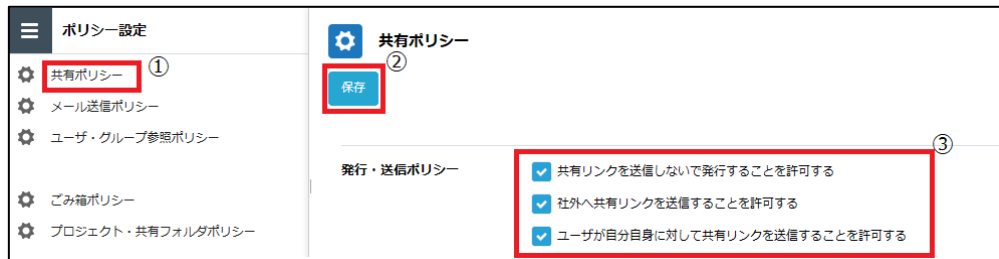 ポリシー設定
共有ポリシー ①
メール送信ポリシー
ユーザ・グループ参照ポリシー
ごみ箱ポリシー
プロジェクト・共有フォルダポリシー
共有ポリシー
②
保存
③
発行・送信ポリシー
共有リンクを送信しないで発行することを許可する
社外へ共有リンクを送信することを許可する
ユーザが自分自身に対して共有リンクを送信することを許可する